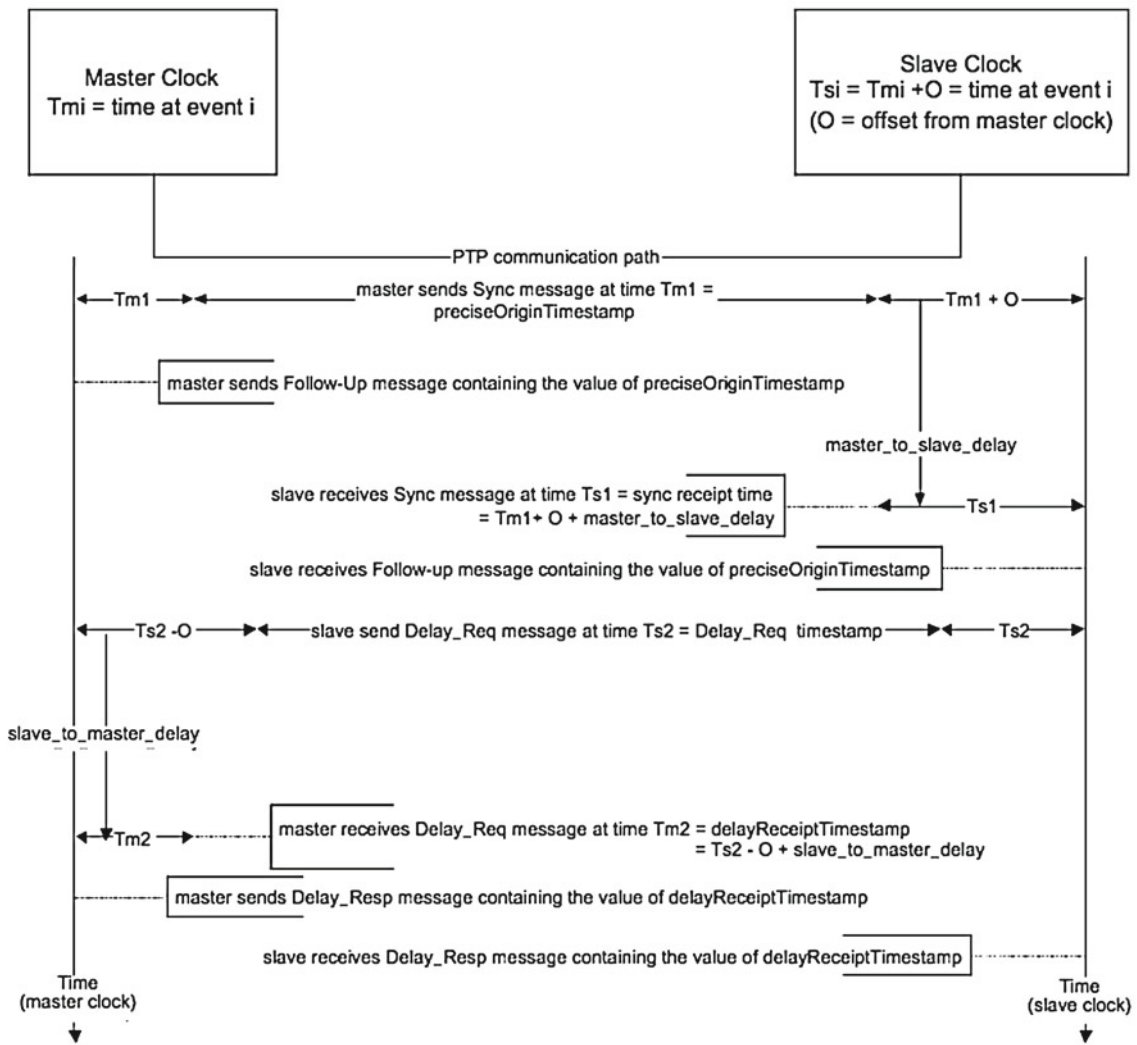 Master Clock
Tmi = time at event i
Slave Clock
Tsi = Tmi +O = time at event i
(O = offset from master clock)
PTP communication path
Tm1
master sends Sync message at time Tm1 =
preciseOriginTimestamp
Tm1 + O
master sends Follow-Up message containing the value of preciseOriginTimestamp
master_to_slave_delay
slave receives Sync message at time Ts1 = sync receipt time
= Tm1+ O + master_to_slave_delay
Ts1
slave receives Follow-up message containing the value of preciseOriginTimestamp
Ts2 -O
slave send Delay_Req message at time Ts2 = Delay_Req timestamp
Ts2
slave_to_master_delay
Tm2
master receives Delay_Req message at time Tm2 = delayReceiptTimestamp
= Ts2 - O + slave_to_master_delay
master sends Delay_Resp message containing the value of delayReceiptTimestamp
slave receives Delay_Resp message containing the value of delayReceiptTimestamp
Time
(master clock)
Time
(slave clock)